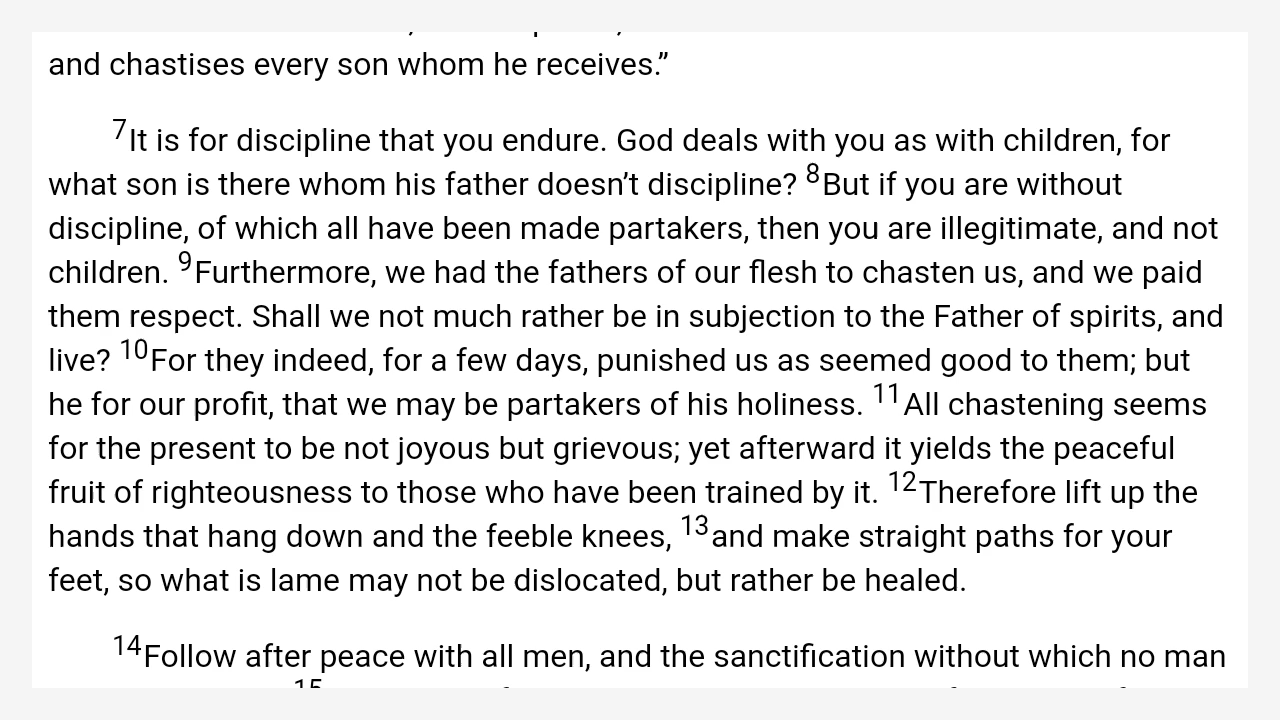 and chastises every son whom he receives.”
7It is for discipline that you endure. God deals with you as with children, for
what son is there whom his father doesn’t discipline? 8But if you are without
discipline, of which all have been made partakers, then you are illegitimate, and not
children. 9Furthermore, we had the fathers of our flesh to chasten us, and we paid
them respect. Shall we not much rather be in subjection to the Father of spirits, and
live? 10For they indeed, for a few days, punished us as seemed good to them; but
he for our profit, that we may be partakers of his holiness. 11All chastening seems
for the present to be not joyous but grievous; yet afterward it yields the peaceful
fruit of righteousness to those who have been trained by it. 12Therefore lift up the
hands that hang down and the feeble knees, 13and make straight paths for your
feet, so what is lame may not be dislocated, but rather be healed.
14Follow after peace with all men, and the sanctification without which no man
15